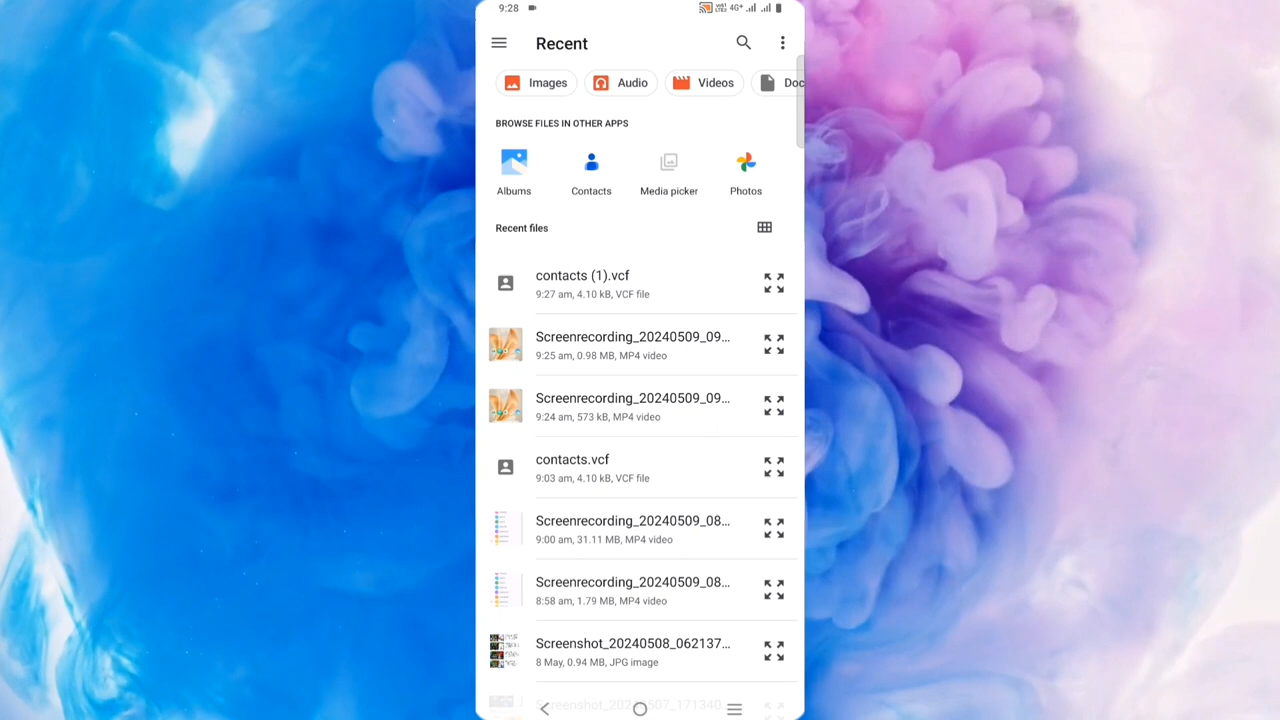 9:28
4G+
Recent
Images Audio Videos Doc
BROWSE FILES IN OTHER APPS
Albums Contacts Media picker Photos
Recent files
contacts (1).vcf
9:27 am, 4.10 kB, VCF file
Screenrecording_20240509_09...
9:25 am, 0.98 MB, MP4 video
Screenrecording_20240509_09...
9:24 am, 573 kB, MP4 video
contacts.vcf
9:03 am, 4.10 kB, VCF file
Screenrecording_20240509_08...
9:00 am, 31.11 MB, MP4 video
Screenrecording_20240509_08...
8:58 am, 1.79 MB, MP4 video
Screenshot_20240508_062137...
8 May, 0.94 MB, JPG image